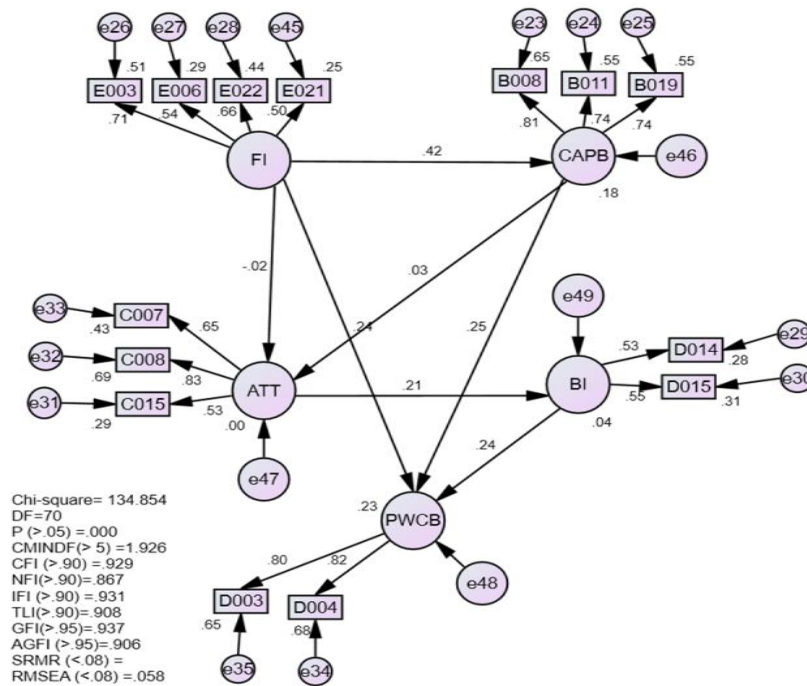 e26 e27 e28 e45 e23 e24 e25
.51 .29 .44 .25 .65 .55 .55
E003 E006 E022 E021 B008 B011 B019
.71 .54 .66 .50 .81 .74 .74
FI .42 CAPB e46
.18
-.02 .03
.24 .25
e49
e33 C007 .43 .65
e32 C008 .69 .83
e31 C015 .29 .53
ATT .00 .21 BI .04
.53 D014 .28 e29
.55 D015 .31 e30
e47 .24
.23 PWCB e48
.80 .82
D003 D004
.65 .68
e35 e34
Chi-square= 134.854
DF=70
P (>.05) =.000
CMINDF(> 5) =1.926
CFI (>.90) =.929
NFI(>.90)=.867
IFI (>.90) =.931
TLI(>.90)=.908
GFI(>.95)=.937
AGFI (>.95)=.906
SRMR (<.08) =
RMSEA (<.08) =.058